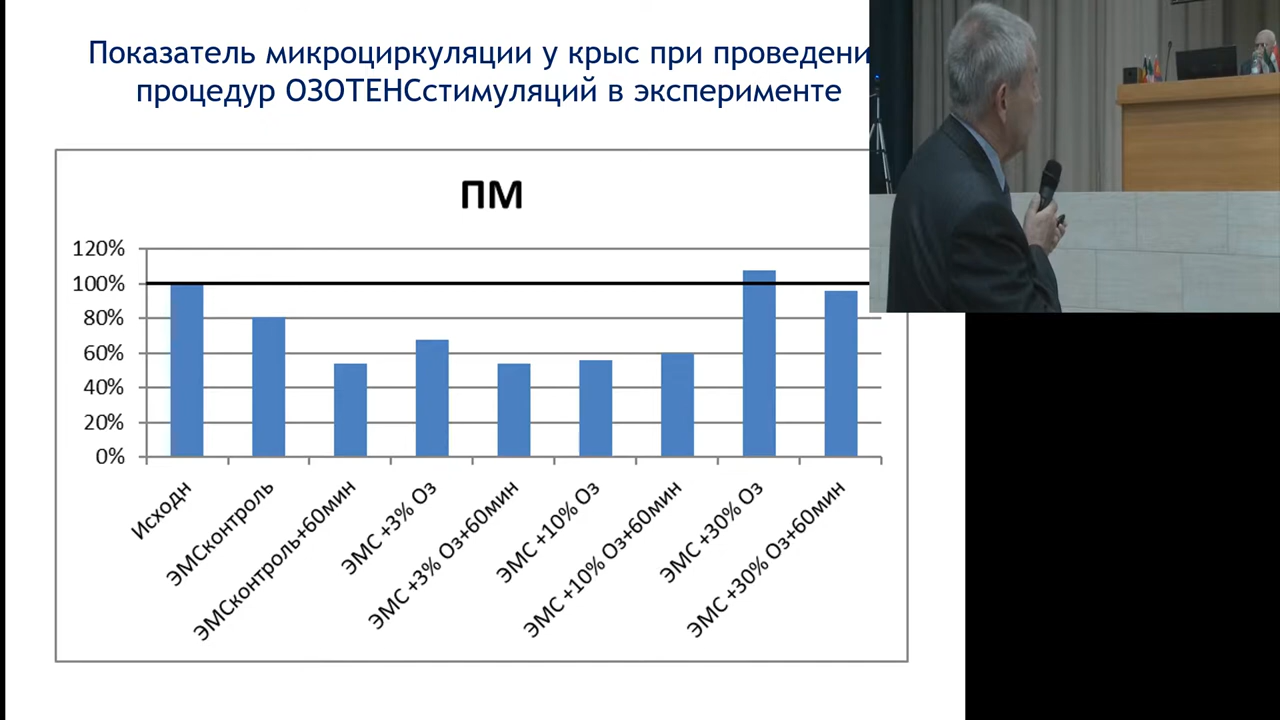 Показатель микроциркуляции у крыс при проведени
процедур ОЗОТЕНСстимуляций в эксперименте
ПМ
120%
100%
80%
60%
40%
20%
0%
Исходн
ЭМСконтроль
ЭМСконтроль+60мин
ЭМС +3% Оз
ЭМС +3% Оз+60мин
ЭМС +10% Оз
ЭМС +10% Оз+60мин
ЭМС +30% Оз
ЭМС +30% Оз+60мин